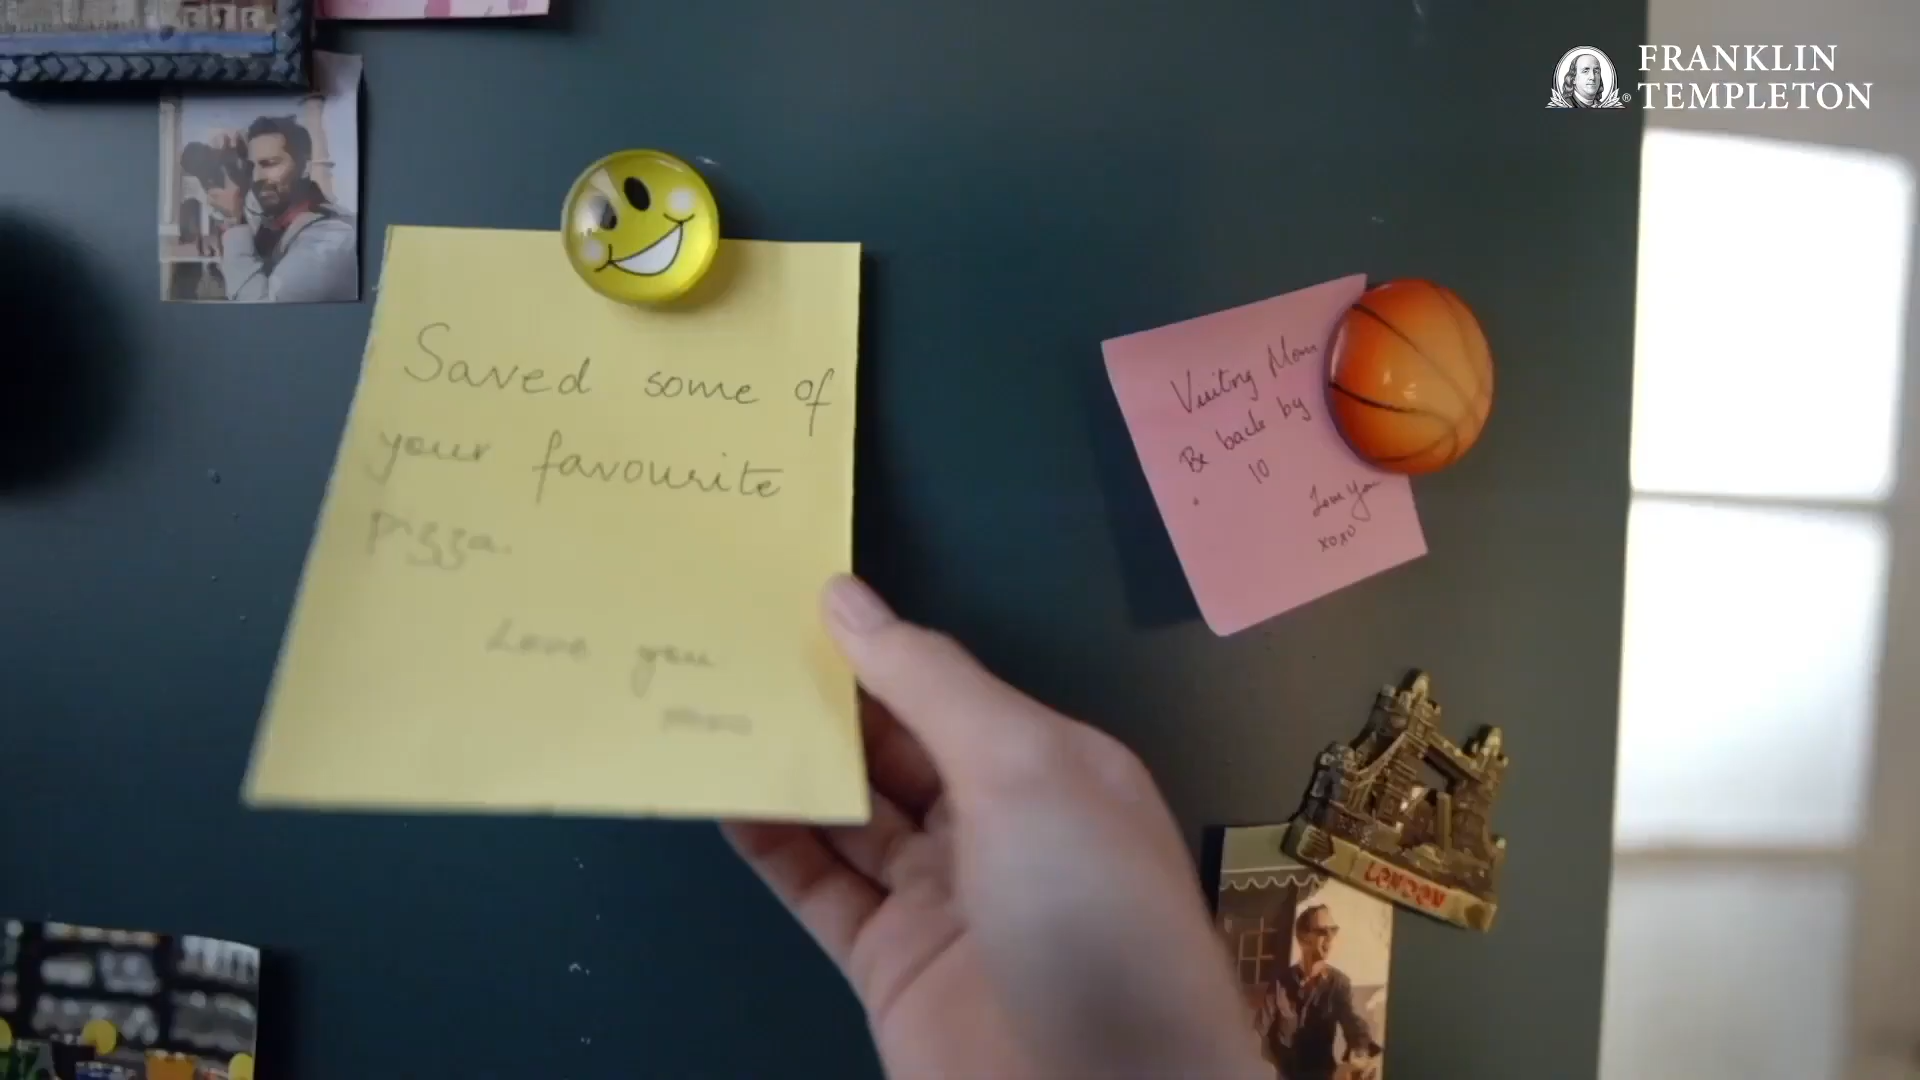 FRANKLIN
TEMPLETON
Saved some of
your favourite
pizza.
Love you
Visiting Mom
Be back by
10
Love You
xoxo
LONDON